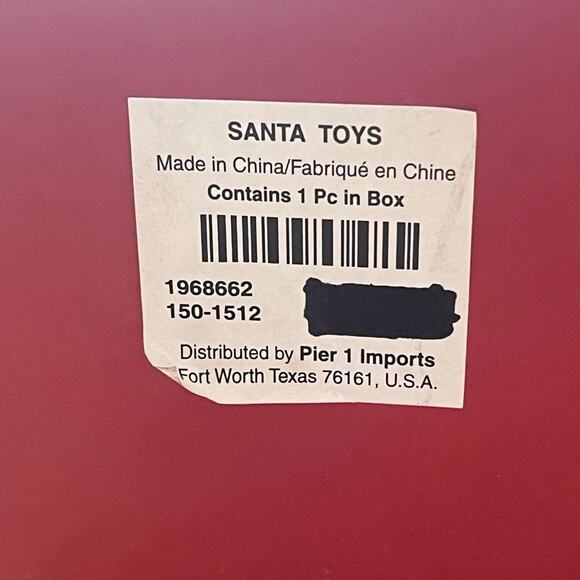 SANTA TOYS
Made in China/Fabriqué en Chine
Contains 1 Pc in Box
1968662
150-1512
Distributed by Pier 1 Imports
Fort Worth Texas 76161, U.S.A.